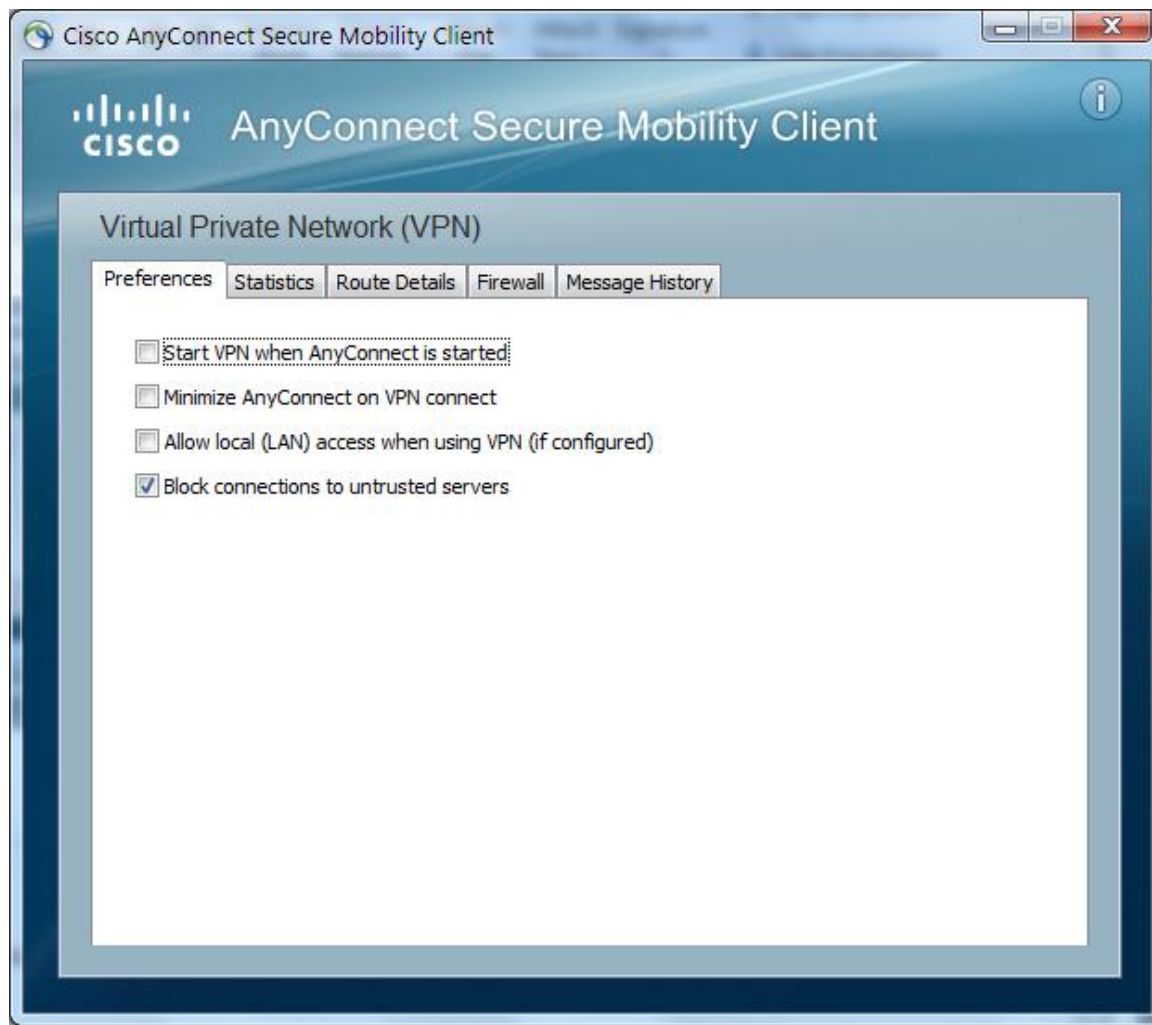 Cisco AnyConnect Secure Mobility Client
CISCO AnyConnect Secure Mobility Client
Virtual Private Network (VPN)
Preferences Statistics Route Details Firewall Message History
Start VPN when AnyConnect is started
Minimize AnyConnect on VPN connect
Allow local (LAN) access when using VPN (if configured)
Block connections to untrusted servers